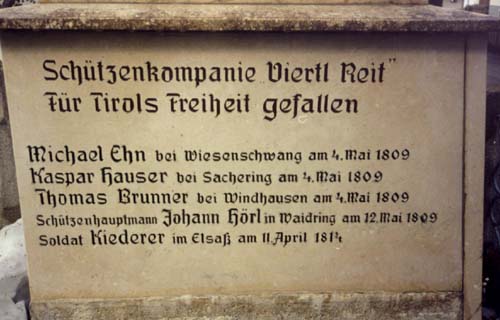 Schützenkompanie Viertl Reit"
Für Tirols Freiheit gefallen
Michael Ehn bei Wiesenschwang am 4. Mai 1809
Kaspar Hauser bei Sachering am 4. Mai 1809
Thomas Brunner bei Windhausen am 4. Mai 1809
Schützenhauptmann Johann Hörl in Waidring am 12. Mai 1809
Soldat Kiederer im Elsaß am 11. April 1814